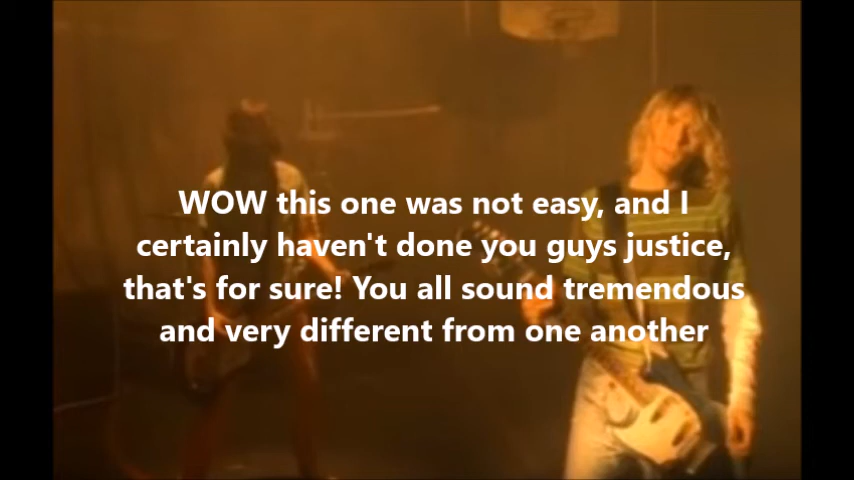 WOW this one was not easy, and I
certainly haven't done you guys justice,
that's for sure! You all sound tremendous
and very different from one another